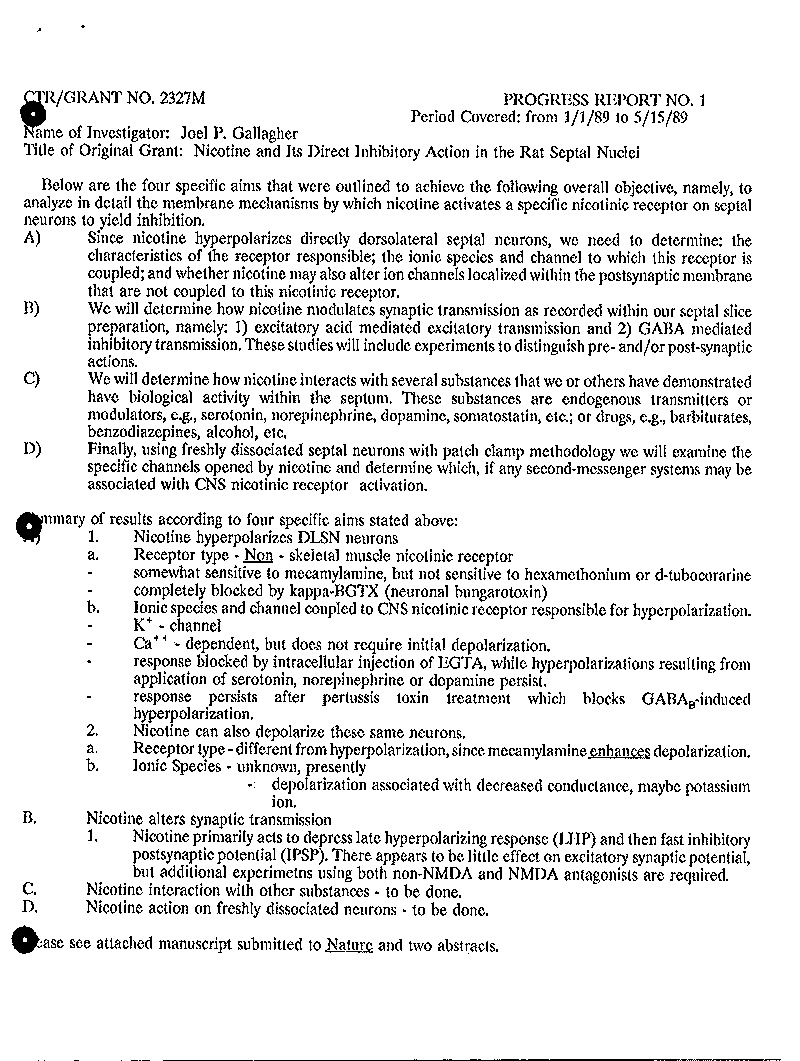 CTR/GRANT NO. 2327M
PROGRESS REPORT NO. 1
Period Covered: from 1/1/89 to 5/15/89
Name of Investigator: Joel P. Gallagher
Title of Original Grant: Nicotine and Its Direct Inhibitory Action in the Rat Septal Nuclei
Below are the four specific aims that were outlined to achieve the following overall objective, namely, to
analyze in detail the membrane mechanisms by which nicotine activates a specific nicotinic receptor on septal
neurons to yield inhibition.
A) Since nicotine hyperpolarizes directly dorsolateral septal neurons, we need to determine: the
characteristics of the receptor responsible; the ionic species and channel to which this receptor is
coupled; and whether nicotine may also alter ion channels localized within the postsynaptic membrane
that are not coupled to this nicotinic receptor.
B) We will determine how nicotine modulates synaptic transmission as recorded within our septal slice
preparation, namely: 1) excitatory acid mediated excitatory transmission and 2) GABA mediated
inhibitory transmission. These studies will include experiments to distinguish pre- and/or post-synaptic
actions.
C) We will determine how nicotine interacts with several substances that we or others have demonstrated
have biological activity within the septum. These substances are endogenous transmitters or
modulators, e.g., serotonin, norepinephrine, dopamine, somatostatin, etc.; or drugs, e.g., barbiturates,
benzodiazepines, alcohol, etc.
D) Finally, using freshly dissociated septal neurons with patch clamp methodology we will examine the
specific channels opened by nicotine and determine which, if any second-messenger systems may be
associated with CNS nicotinic receptor activation.
mmary of results according to four specific aims stated above:
1. Nicotine hyperpolarizes DLSN neurons
a. Receptor type - Non - skeletal muscle nicotinic receptor
- somewhat sensitive to mecamylamine, but not sensitive to hexamethonium or d-tubocurarine
- completely blocked by kappa-BGTX (neuronal bungarotoxin)
b. Ionic species and channel coupled to CNS nicotinic receptor responsible for hyperpolarization.
- K⁺ - channel
- Ca⁺⁺ - dependent, but does not require initial depolarization.
- response blocked by intracellular injection of EGTA, while hyperpolarizations resulting from
application of serotonin, norepinephrine or dopamine persist.
- response persists after pertussis toxin treatment which blocks GABA_B-induced
hyperpolarization.
2. Nicotine can also depolarize these same neurons.
a. Receptor type - different from hyperpolarization, since mecamylamine enhances depolarization.
b. Ionic Species - unknown, presently
- depolarization associated with decreased conductance, maybe potassium
ion.
B. Nicotine alters synaptic transmission
1. Nicotine primarily acts to depress late hyperpolarizing response (LHP) and then fast inhibitory
postsynaptic potential (IPSP). There appears to be little effect on excitatory synaptic potential,
but additional experimetns using both non-NMDA and NMDA antagonists are required.
C. Nicotine interaction with other substances - to be done.
D. Nicotine action on freshly dissociated neurons - to be done.
ease see attached manuscript submitted to Nature and two abstracts.